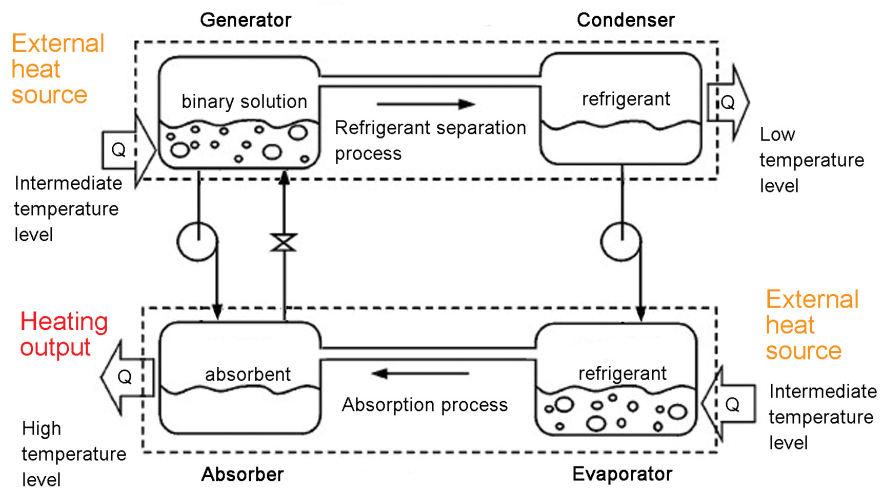 Generator
Condenser
External
heat
source
binary solution
refrigerant
Q
Q
Refrigerant separation
process
Low
temperature
level
Intermediate
temperature
level
Heating
output
External
heat
source
absorbent
refrigerant
Q
Q
Absorption process
Intermediate
temperature
level
High
temperature
level
Absorber
Evaporator